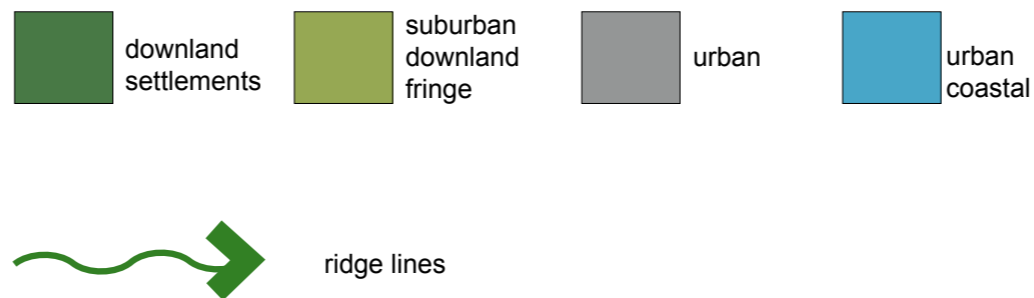 downland
settlements
suburban
downland
fringe
urban
urban
coastal
ridge lines